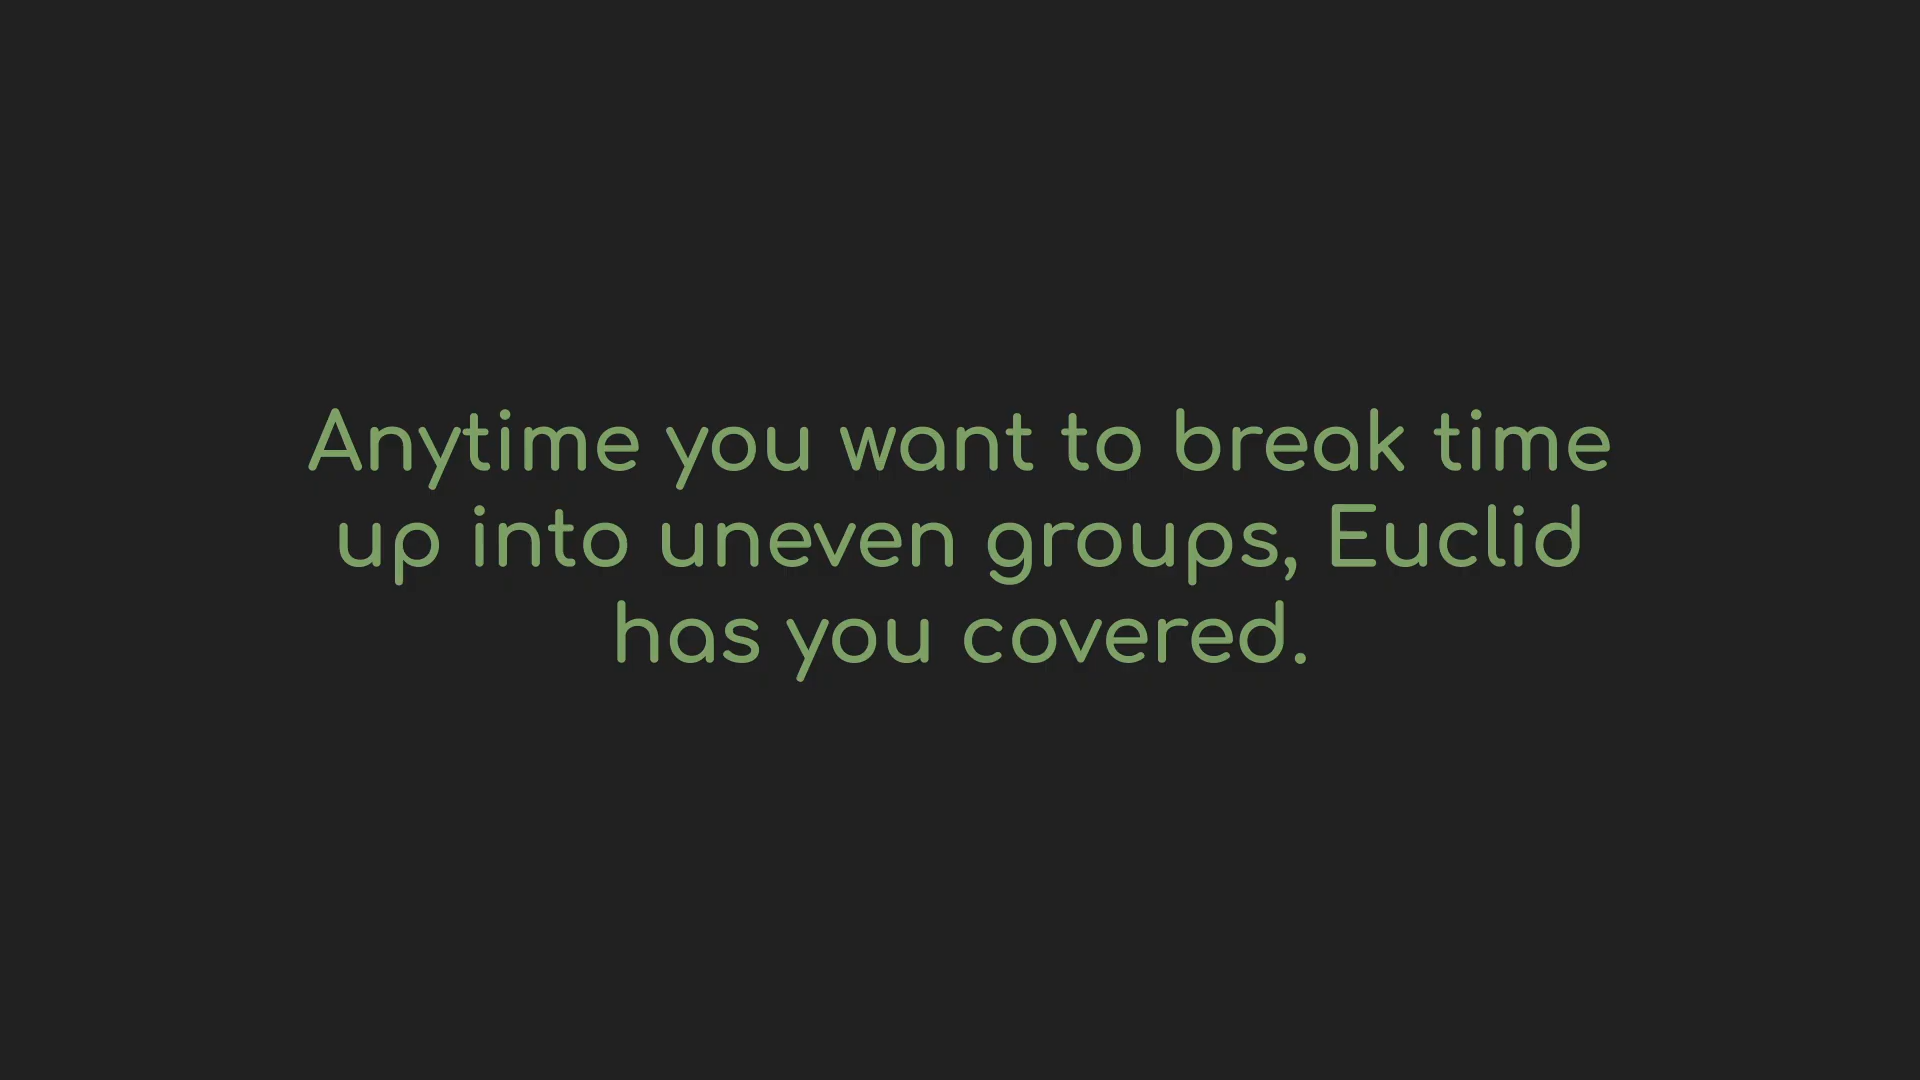 Anytime you want to break time
up into uneven groups, Euclid
has you covered.